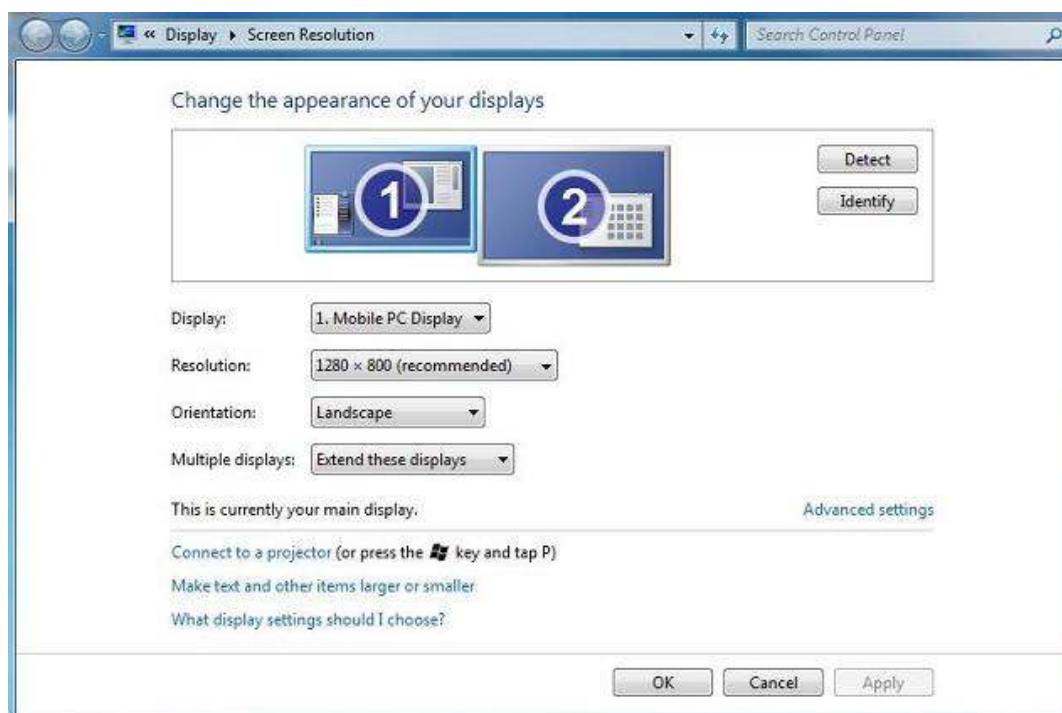 « Display ▸ Screen Resolution Search Control Panel
Change the appearance of your displays
1 2
Detect
Identify
Display: 1. Mobile PC Display
Resolution: 1280 × 800 (recommended)
Orientation: Landscape
Multiple displays: Extend these displays
This is currently your main display. Advanced settings
Connect to a projector (or press the key and tap P)
Make text and other items larger or smaller
What display settings should I choose?
OK Cancel Apply